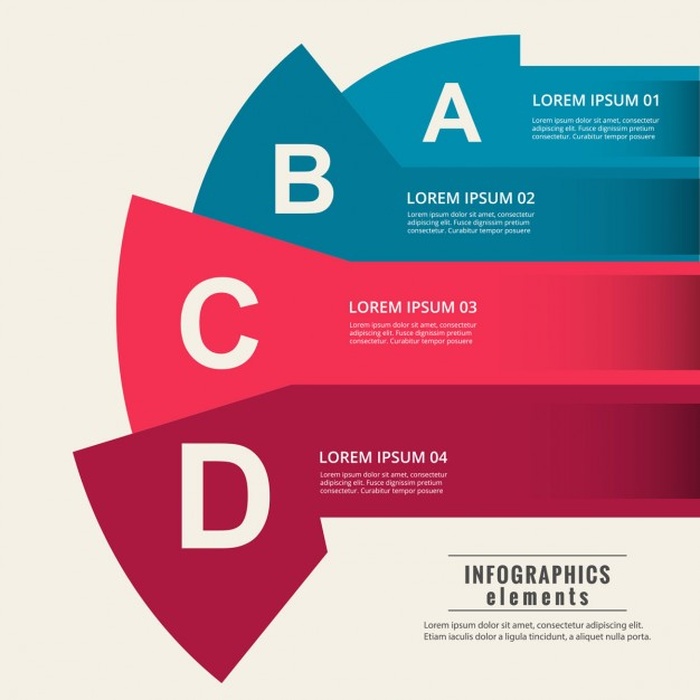 A
LOREM IPSUM 01
Lorem ipsum dolor sit amet, consectetur
adipiscing elit. Fusce dignissim pretium
consectetur. Curabitur tempor posuere
B
LOREM IPSUM 02
Lorem ipsum dolor sit amet, consectetur
adipiscing elit. Fusce dignissim pretium
consectetur. Curabitur tempor posuere
C
LOREM IPSUM 03
Lorem ipsum dolor sit amet, consectetur
adipiscing elit. Fusce dignissim pretium
consectetur. Curabitur tempor posuere
D
LOREM IPSUM 04
Lorem ipsum dolor sit amet, consectetur
adipiscing elit. Fusce dignissim pretium
consectetur. Curabitur tempor posuere
INFOGRAPHICS
elements
Lorem ipsum dolor sit amet, consectetur adipiscing elit.
Etiam ac dolor a ligula tincidunt, a aliquet nulla porta.